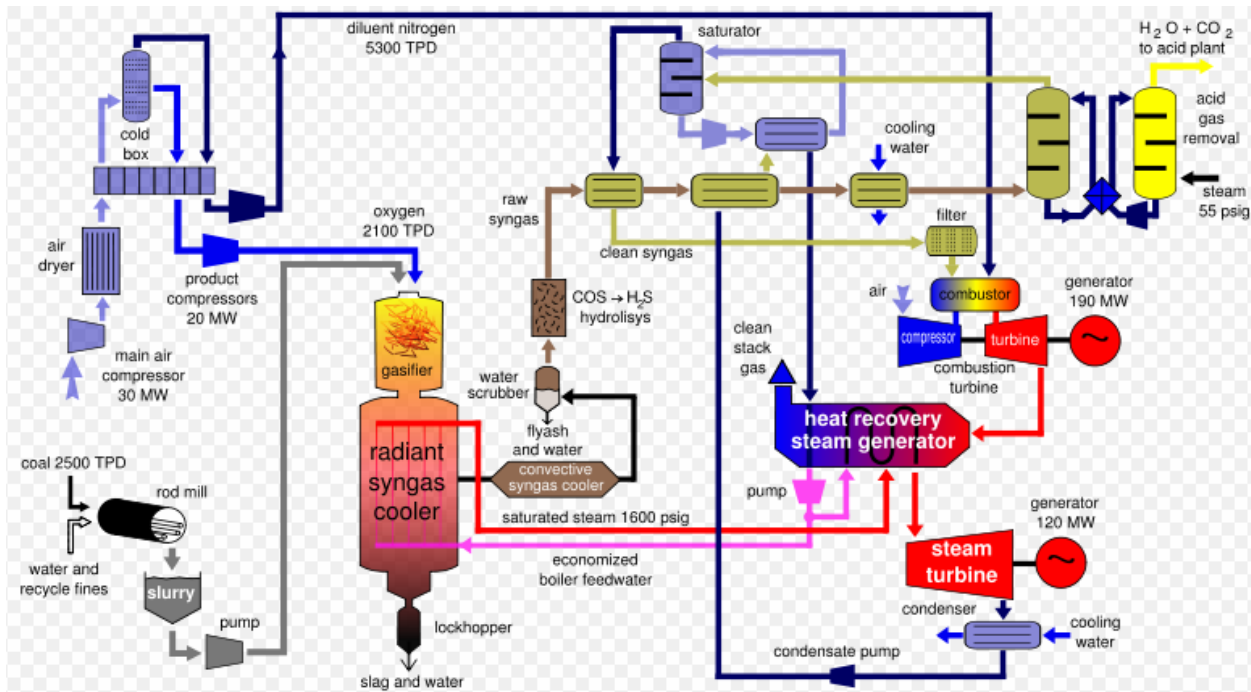 diluent nitrogen
5300 TPD
saturator
H₂O + CO₂
to acid plant
cold
box
cooling
water
acid
gas
removal
steam
55 psig
air
dryer
oxygen
2100 TPD
raw
syngas
filter
clean syngas
product
compressors
20 MW
COS → H₂S
hydrolisys
air
combustor
generator
190 MW
compressor
turbine
combustion
turbine
main air
compressor
30 MW
gasifier
water
scrubber
clean
stack
gas
flyash
and water
heat recovery
steam generator
radiant
syngas
cooler
convective
syngas cooler
coal 2500 TPD
rod mill
pump
saturated steam 1600 psig
generator
120 MW
economized
boiler feedwater
steam
turbine
water and
recycle fines
slurry
pump
lockhopper
condenser
cooling
water
condensate pump
slag and water